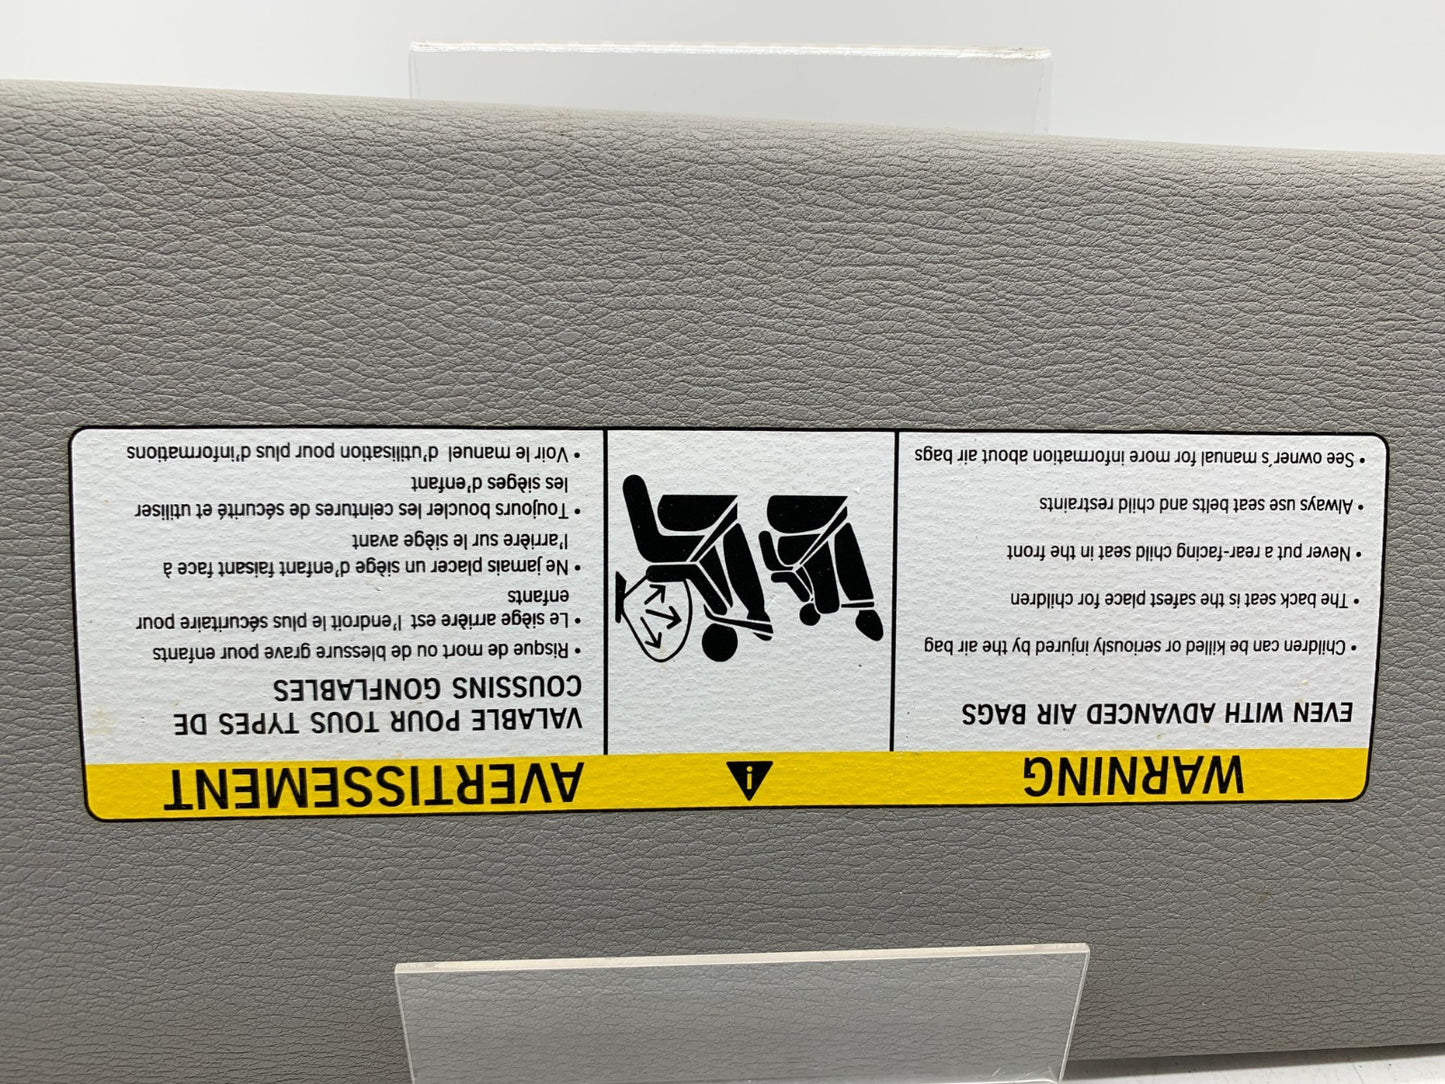 WARNING
EVEN WITH ADVANCED AIR BAGS
• Children can be killed or seriously injured by the air bag
• The back seat is the safest place for children
• Never put a rear-facing child seat in the front
• Always use seat belts and child restraints
• See owner's manual for more information about air bags
AVERTISSEMENT
VALABLE POUR TOUS TYPES DE
COUSSINS GONFLABLES
• Risque de mort ou de blessure grave pour enfants
• Le siège arrière est l'endroit le plus sécuritaire pour
enfants
• Ne jamais placer un siège d'enfant faisant face à
l'arrière sur le siège avant
• Toujours boucler les ceintures de sécurité et utiliser
les sièges d'enfant
• Voir le manuel d'utilisation pour plus d'informations